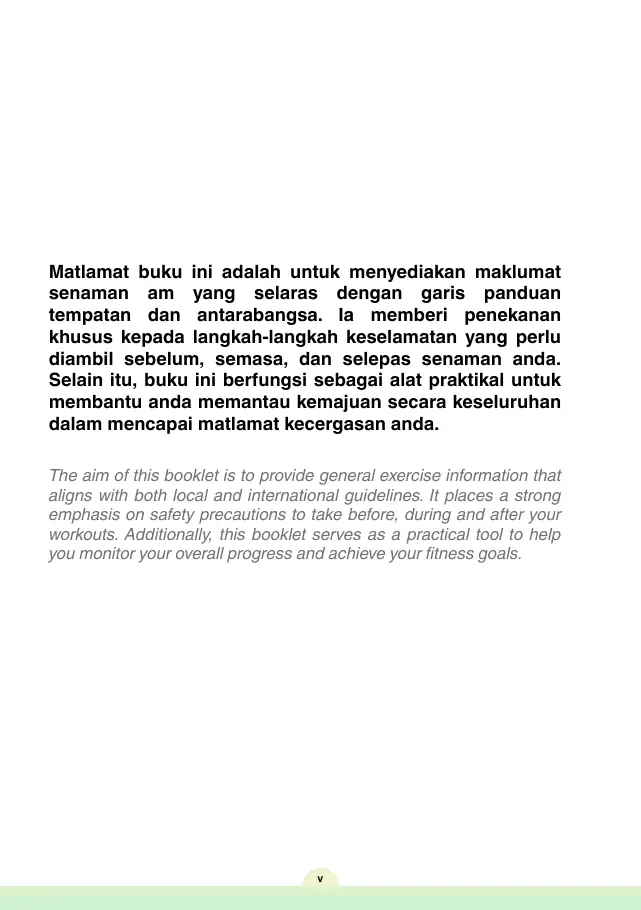 Matlamat buku ini adalah untuk menyediakan maklumat
senaman am yang selaras dengan garis panduan
tempatan dan antarabangsa. Ia memberi penekanan
khusus kepada langkah-langkah keselamatan yang perlu
diambil sebelum, semasa, dan selepas senaman anda.
Selain itu, buku ini berfungsi sebagai alat praktikal untuk
membantu anda memantau kemajuan secara keseluruhan
dalam mencapai matlamat kecergasan anda.
The aim of this booklet is to provide general exercise information that
aligns with both local and international guidelines. It places a strong
emphasis on safety precautions to take before, during and after your
workouts. Additionally, this booklet serves as a practical tool to help
you monitor your overall progress and achieve your fitness goals.
v